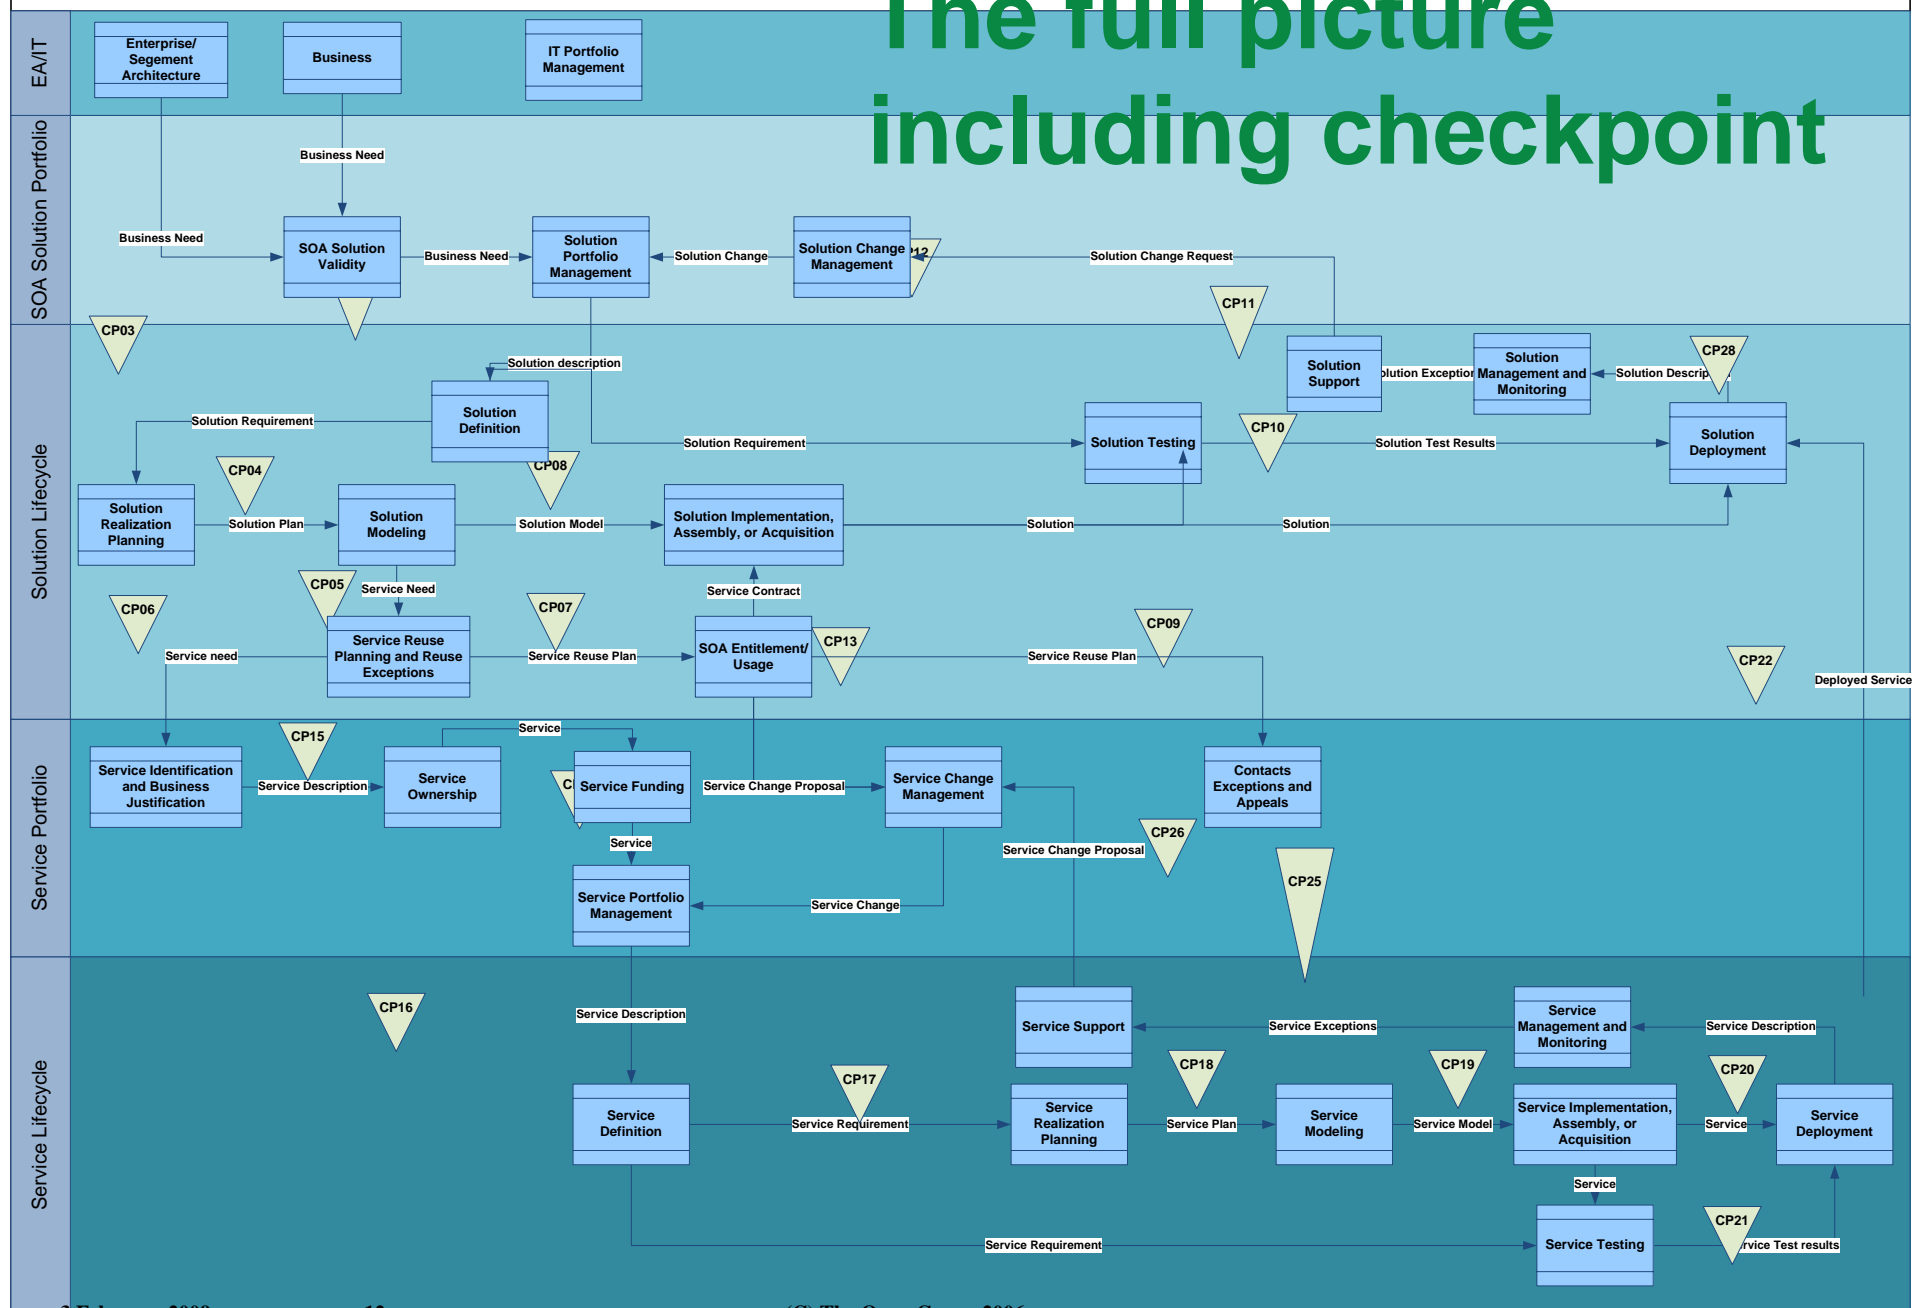 The full picture
including checkpoint
EA/IT
Enterprise/
Segement
Architecture
Business
IT Portfolio
Management
SOA Solution Portfolio
Business Need
Business Need
SOA Solution
Validity
Business Need
Solution
Portfolio
Management
Solution Change
Solution Change
Management
Solution Change Request
CP11
CP03
Solution Lifecycle
Solution description
Solution
Definition
Solution Requirement
CP04
CP08
Solution Requirement
Solution Testing
CP10
Solution Test Results
Solution
Support
Solution
Management and
Monitoring
CP28
Solution
Deployment
Solution
Realization
Planning
Solution Plan
Solution
Modeling
Solution Model
Solution Implementation,
Assembly, or Acquisition
Solution
Solution
CP06
CP05
Service Need
CP07
Service Contract
CP09
Service need
Service Reuse
Planning and Reuse
Exceptions
Service Reuse Plan
SOA Entitlement/
Usage
CP13
Service Reuse Plan
CP22
Deployed Service
Service Portfolio
CP15
Service
Service Identification
and Business
Justification
Service Description
Service
Ownership
Service Funding
Service Change Proposal
Service Change
Management
Contacts
Exceptions and
Appeals
Service
Service Change Proposal
CP26
CP25
Service Portfolio
Management
Service Change
Service Lifecycle
CP16
Service Description
Service Support
Service Exceptions
Service
Management and
Monitoring
Service Description
CP17
CP18
CP19
CP20
Service
Definition
Service Requirement
Service
Realization
Planning
Service Plan
Service
Modeling
Service Model
Service Implementation,
Assembly, or
Acquisition
Service
Service
Deployment
Service
Service Requirement
Service Testing
CP21
Test results